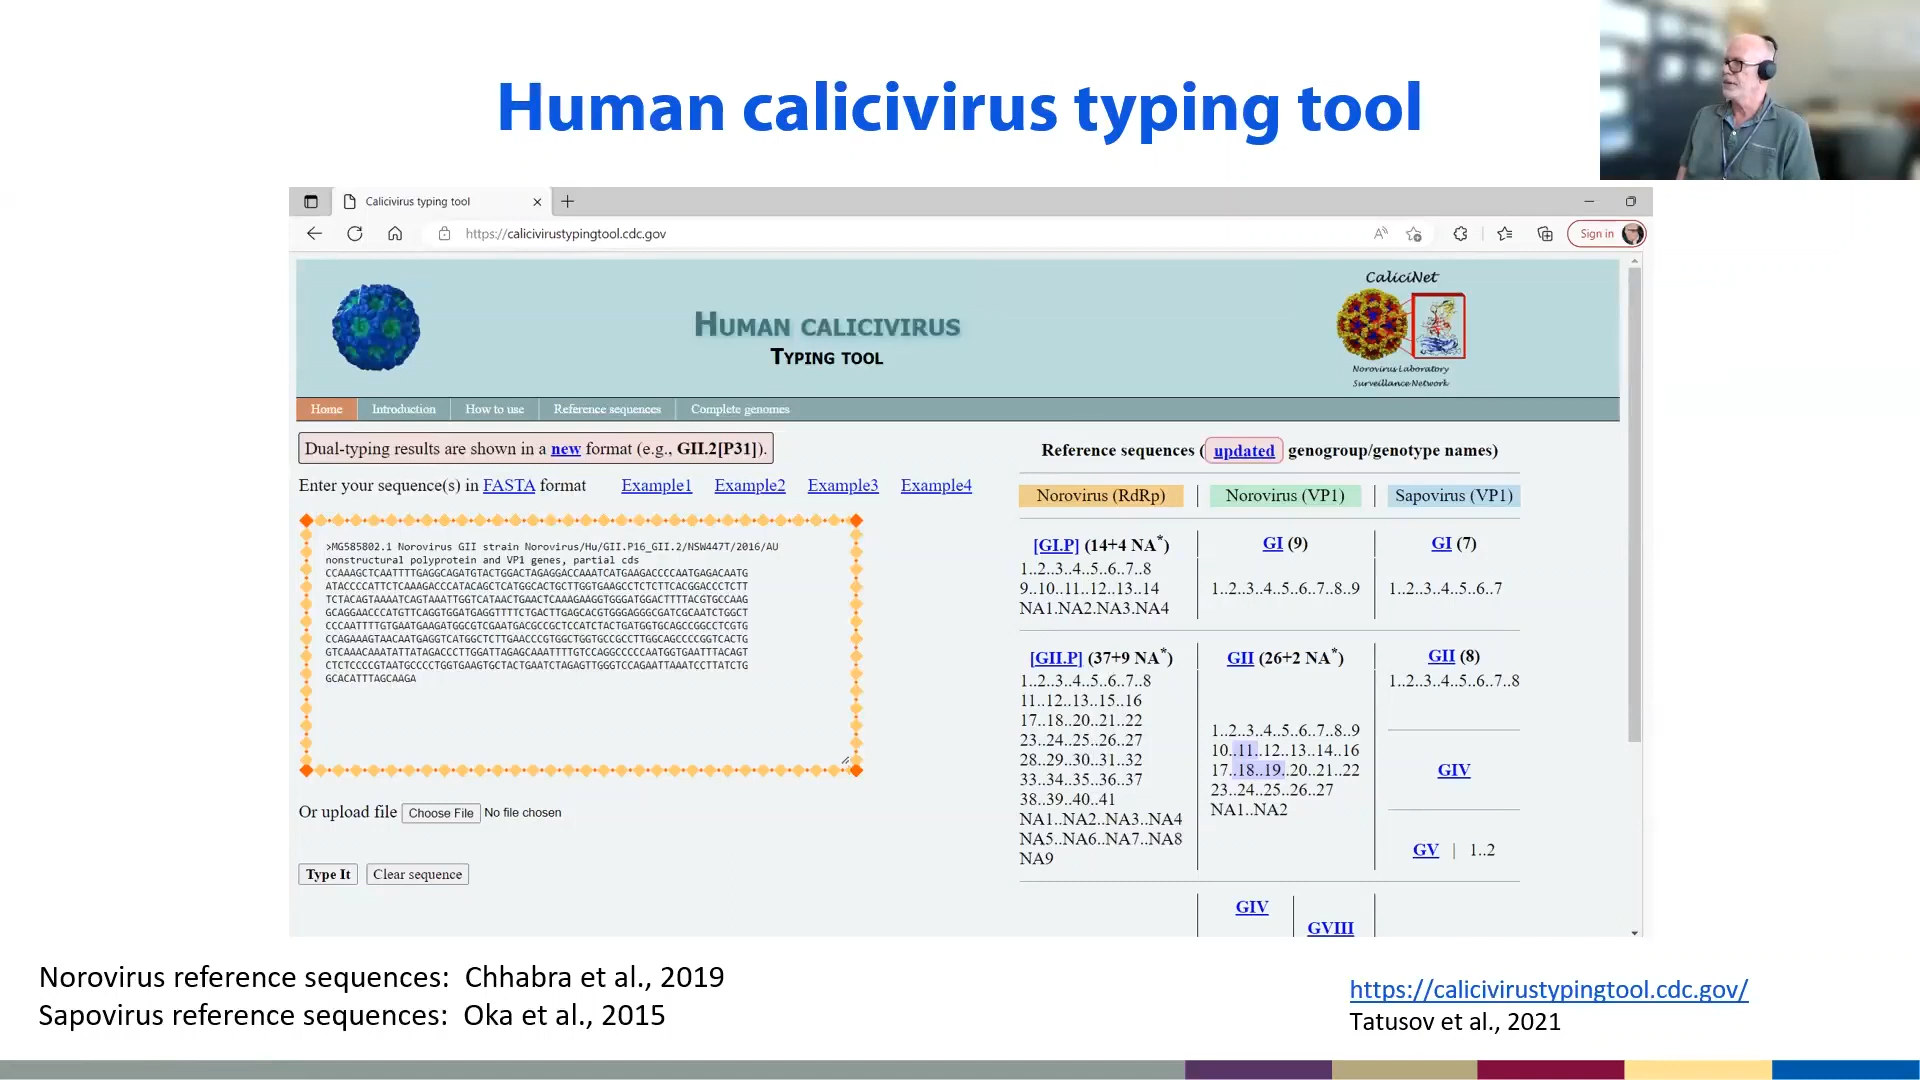 Human calicivirus typing tool
Calicivirus typing tool
https://calicivirustypingtool.cdc.gov
Sign in
HUMAN CALICIVIRUS
TYPING TOOL
CaliciNet
Norovirus Laboratory
Surveillance Network
Home Introduction How to use Reference sequences Complete genomes
Dual-typing results are shown in a new format (e.g., GII.2[P31]).
Enter your sequence(s) in FASTA format Example1 Example2 Example3 Example4
>MG585802.1 Norovirus GII strain Norovirus/Hu/GII.P16_GII.2/NSW447T/2016/AU
nonstructural polyprotein and VP1 genes, partial cds
CCAAAGCTCAATTTTGAGGCAGATGTACTGGACTAGAGGACCAAATCATGAAGACCCCAATGAGACAATG
ATACCCCATTCTCAAAGACCCATACAGCTCATGGCACTGCTTGGTGAAGCCTCTCTTCACGGACCCTCTT
TCTACAGTAAAATCAGTAAATTGGTCATAACTGAACTCAAAGAAGGTGGGATGGACTTTTACGTGCCAAG
GCAGGAACCCATGTTCAGGTGGATGAGGTTTTCTGACTTGAGCACGTGGGAGGGCGATCGCAATCTGGCT
CCCAATTTTGTGAATGAAGATGGCGTCGAATGACGCCGCTCCATCTACTGATGGTGCAGCCGGCCTCGTG
CCAGAAAGTAACAATGAGGTCATGGCTCTTGAACCCGTGGCTGGTGCCGCCTTGGCAGCCCCGGTCACTG
GTCAAACAAATATTATAGACCCTTGGATTAGAGCAAATTTTGTCCAGGCCCCCAATGGTGAATTTACAGT
CTCTCCCCGTAATGCCCCTGGTGAAGTGCTACTGAATCTAGAGTTGGGTCCAGAATTAAATCCTTATCTG
GCACATTTAGCAAGA
Or upload file Choose File No file chosen
Type It Clear sequence
Reference sequences (updated genogroup/genotype names)
Norovirus (RdRp) Norovirus (VP1) Sapovirus (VP1)
[GI.P] (14+4 NA*) GI (9) GI (7)
1..2..3..4..5..6..7..8
9..10..11..12..13..14 1..2..3..4..5..6..7..8..9 1..2..3..4..5..6..7
NA1.NA2.NA3.NA4
[GII.P] (37+9 NA*) GII (26+2 NA*) GII (8)
1..2..3..4..5..6..7..8 1..2..3..4..5..6..7..8
11..12..13..15..16
17..18..20..21..22
23..24..25..26..27 1..2..3..4..5..6..7..8..9
28..29..30..31..32 10..11..12..13..14..16
33..34..35..36..37 17..18..19..20..21..22 GIV
38..39..40..41 23..24..25..26..27
NA1..NA2..NA3..NA4 NA1..NA2
NA5..NA6..NA7..NA8
NA9 GV | 1..2
GIV
GVIII
Norovirus reference sequences: Chhabra et al., 2019
Sapovirus reference sequences: Oka et al., 2015
https://calicivirustypingtool.cdc.gov/
Tatusov et al., 2021